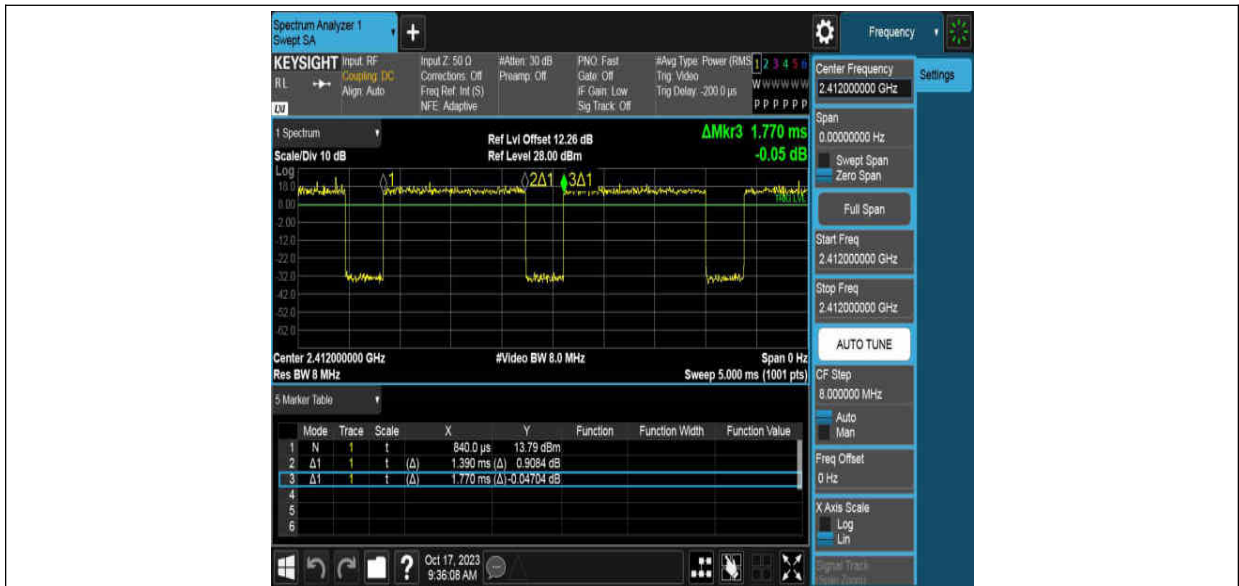 Spectrum Analyzer 1
Swept SA
+
Frequency
KEYSIGHT
RL
LXI
Input: RF
Coupling: DC
Align: Auto
Input Z: 50 Ω
Corrections: Off
Freq Ref: Int (S)
NFE: Adaptive
#Atten: 30 dB
Preamp: Off
PNO: Fast
Gate: Off
IF Gain: Low
Sig Track: Off
#Avg Type: Power (RMS
Trig: Video
Trig Delay: -200.0 µs
1 2 3 4 5 6
W W W W W W
P P P P P P
Center Frequency
2.412000000 GHz
Settings
Span
0.00000000 Hz
Swept Span
Zero Span
Full Span
Start Freq
2.412000000 GHz
Stop Freq
2.412000000 GHz
AUTO TUNE
CF Step
8.000000 MHz
Auto
Man
Freq Offset
0 Hz
X Axis Scale
Log
Lin
Signal Track
(Span Zoom)
1 Spectrum
Scale/Div 10 dB
Ref Lvl Offset 12.26 dB
Ref Level 28.00 dBm
ΔMkr3 1.770 ms
-0.05 dB
Log
18.0
8.00
-2.00
-12.0
-22.0
-32.0
-42.0
-52.0
-62.0
1
2Δ1
3Δ1
TRIG LVL
Center 2.412000000 GHz
Res BW 8 MHz
#Video BW 8.0 MHz
Span 0 Hz
Sweep 5.000 ms (1001 pts)
5 Marker Table
Mode Trace Scale X Y Function Function Width Function Value
1 N 1 t 840.0 µs 13.79 dBm
2 Δ1 1 t (Δ) 1.390 ms (Δ) 0.9084 dB
3 Δ1 1 t (Δ) 1.770 ms (Δ) -0.04704 dB
4
5
6
?
Oct 17, 2023
9:36:08 AM